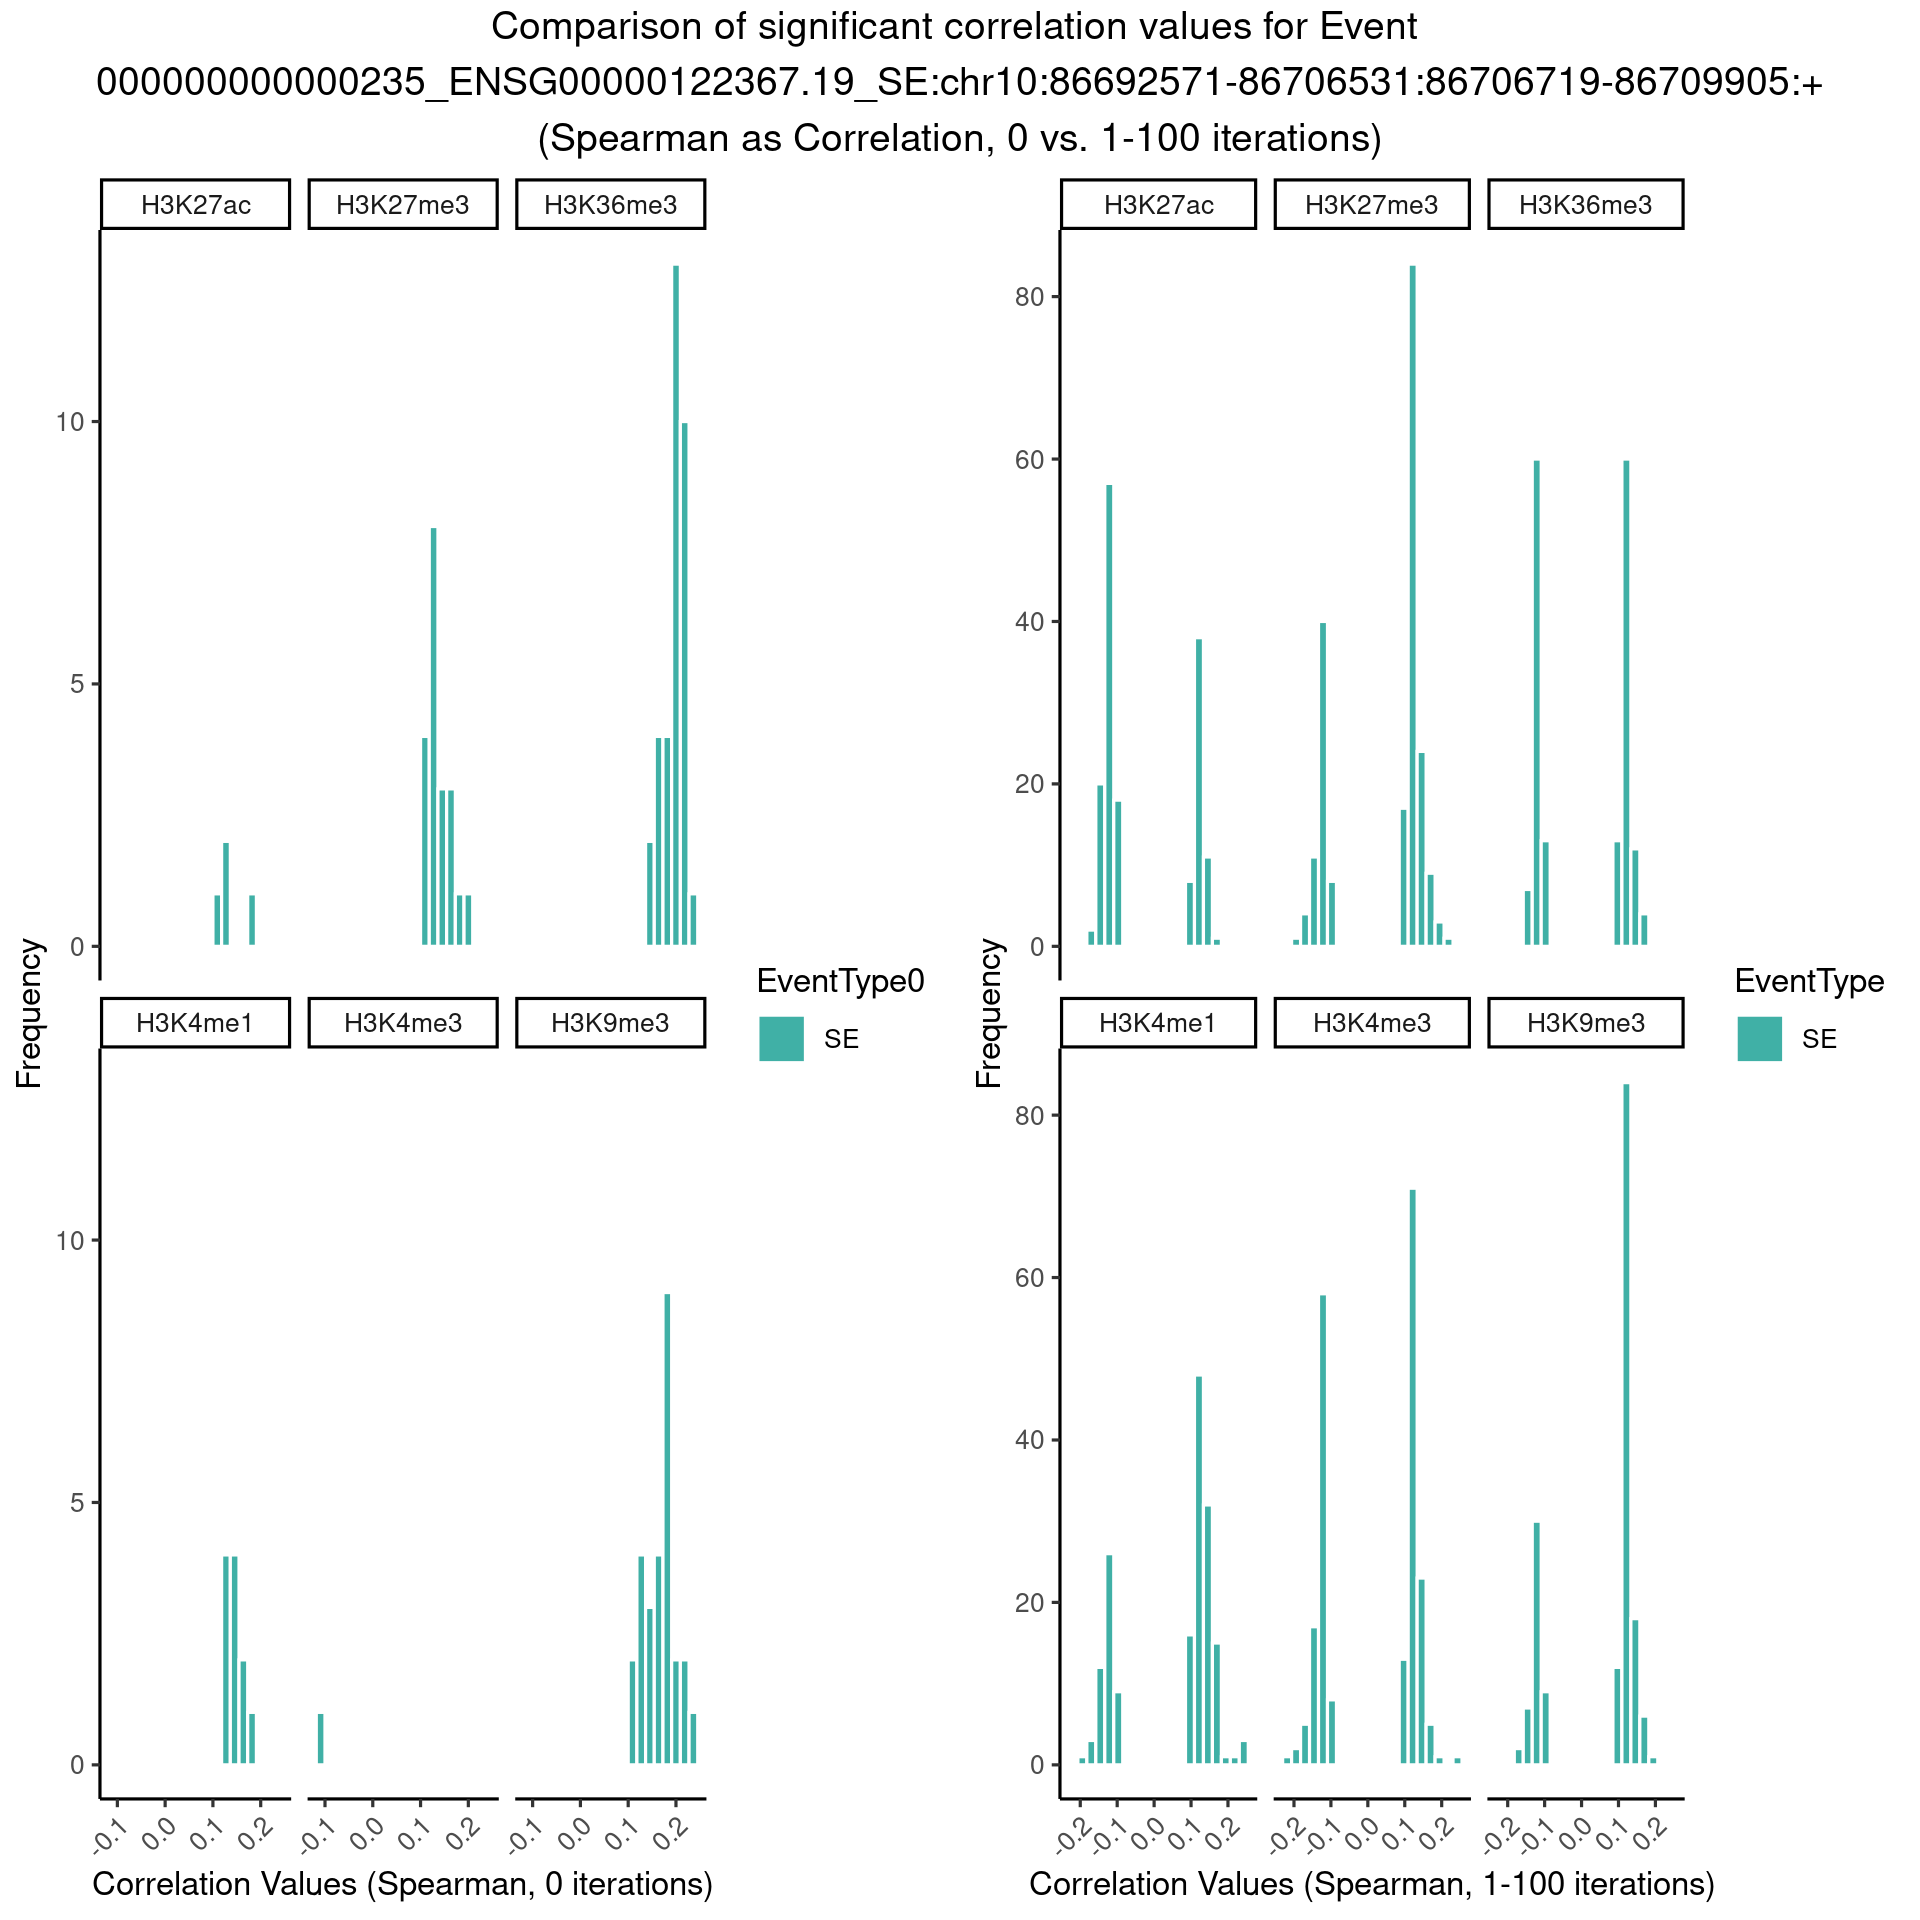 Comparison of significant correlation values for Event
000000000000235_ENSG00000122367.19_SE:chr10:86692571-86706531:86706719-86709905:+
(Spearman as Correlation, 0 vs. 1-100 iterations)
H3K27ac H3K27me3 H3K36me3
10
5
0
H3K4me1 H3K4me3 H3K9me3
10
5
0
-0.1 0.0 0.1 0.2 -0.1 0.0 0.1 0.2 -0.1 0.0 0.1 0.2
Frequency
Correlation Values (Spearman, 0 iterations)
EventType0
SE
H3K27ac H3K27me3 H3K36me3
80
60
40
20
0
H3K4me1 H3K4me3 H3K9me3
80
60
40
20
0
-0.2 -0.1 0.0 0.1 0.2 -0.2 -0.1 0.0 0.1 0.2 -0.2 -0.1 0.0 0.1 0.2
Frequency
Correlation Values (Spearman, 1-100 iterations)
EventType
SE